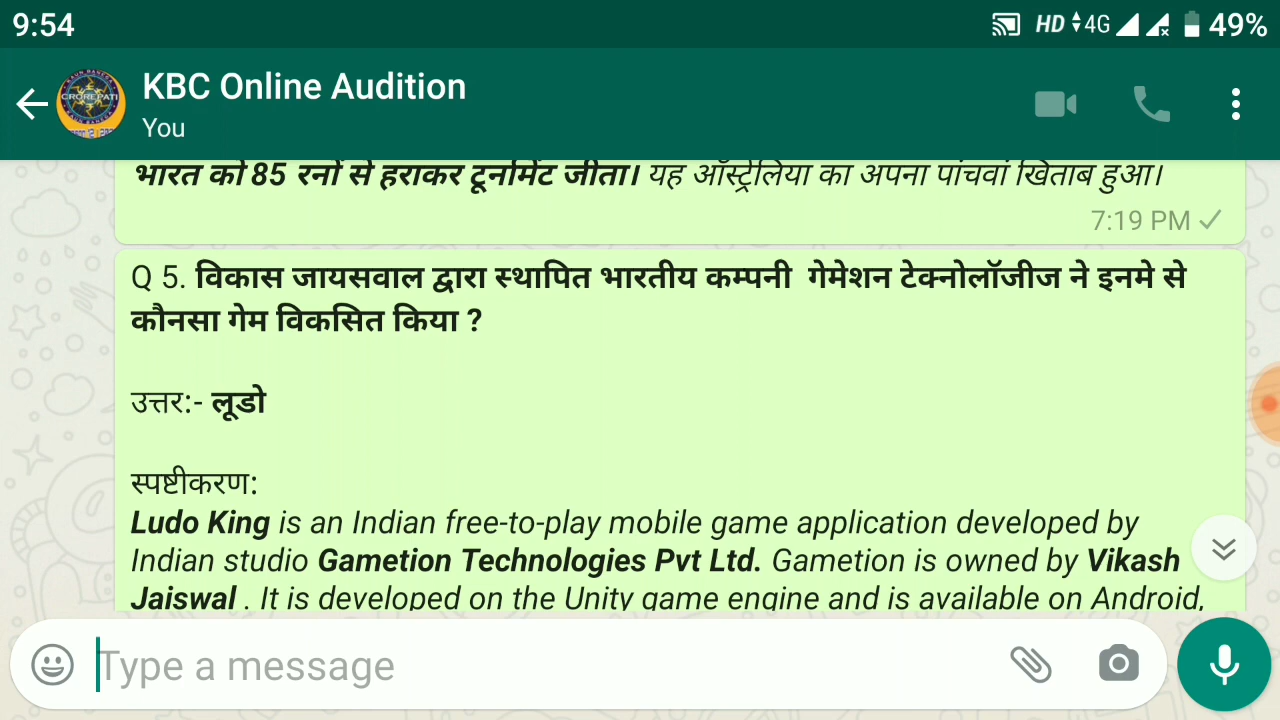 9:54 HD 4G 49%
KBC Online Audition
You
भारत को 85 रनों से हराकर टूर्नामेंट जीता। यह ऑस्ट्रेलिया का अपना पांचवां खिताब हुआ।
7:19 PM
Q 5. विकास जायसवाल द्वारा स्थापित भारतीय कम्पनी गेमेशन टेक्नोलॉजीज ने इनमे से
कौनसा गेम विकसित किया ?
उत्तर:- लूडो
स्पष्टीकरण:
Ludo King is an Indian free-to-play mobile game application developed by
Indian studio Gametion Technologies Pvt Ltd. Gametion is owned by Vikash
Jaiswal . It is developed on the Unity game engine and is available on Android,
Type a message